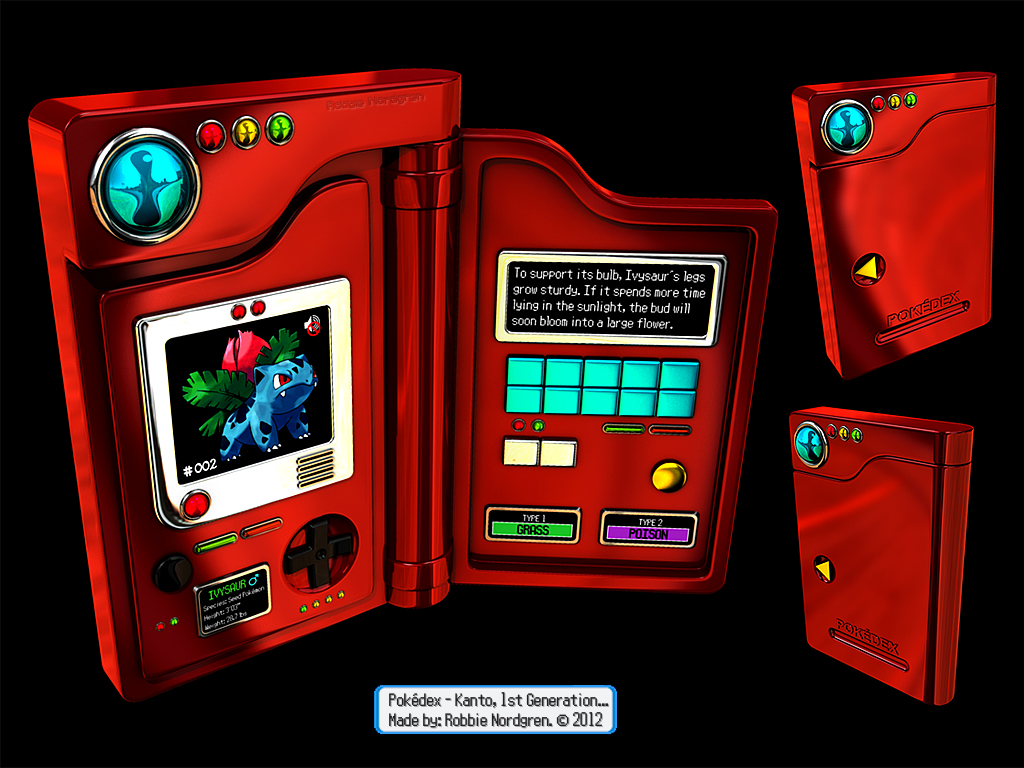 Robbie Nordgren
To support its bulb, Ivysaur´s legs
grow sturdy. If it spends more time
lying in the sunlight, the bud will
soon bloom into a large flower.
#002
TYPE 1
GRASS
TYPE 2
POISON
IVYSAUR ♂
Species: Seed Pokémon
Height: 3'03"
Weight: 28.7 lbs
POKÉDEX
POKÉDEX
Pokédex - Kanto, 1st Generation...
Made by: Robbie Nordgren. © 2012